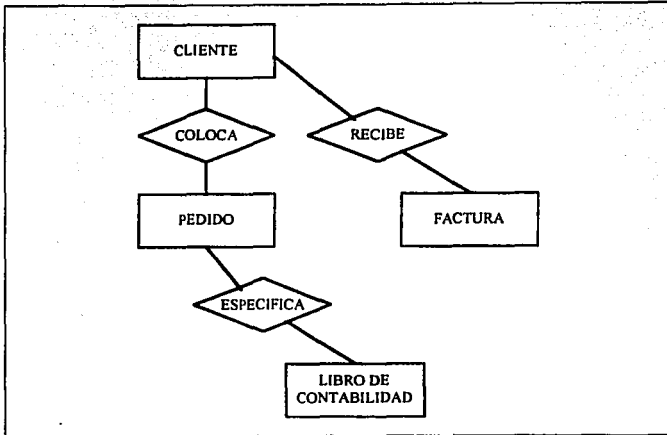 CLIENTE
COLOCA
RECIBE
PEDIDO
FACTURA
ESPECIFICA
LIBRO DE
CONTABILIDAD